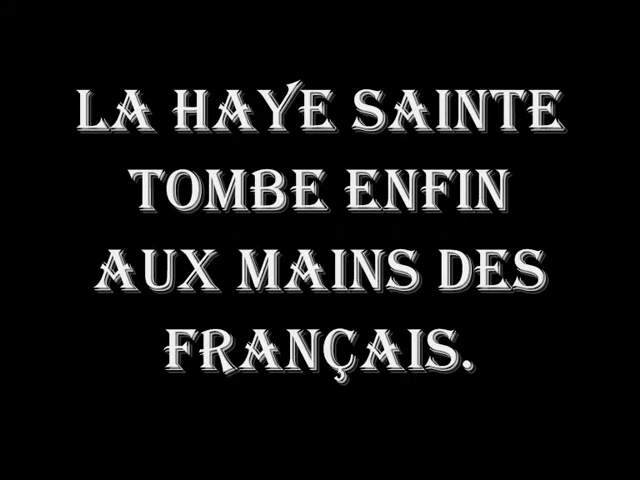 LA HAYE SAINTE
TOMBE ENFIN
AUX MAINS DES
FRANÇAIS.